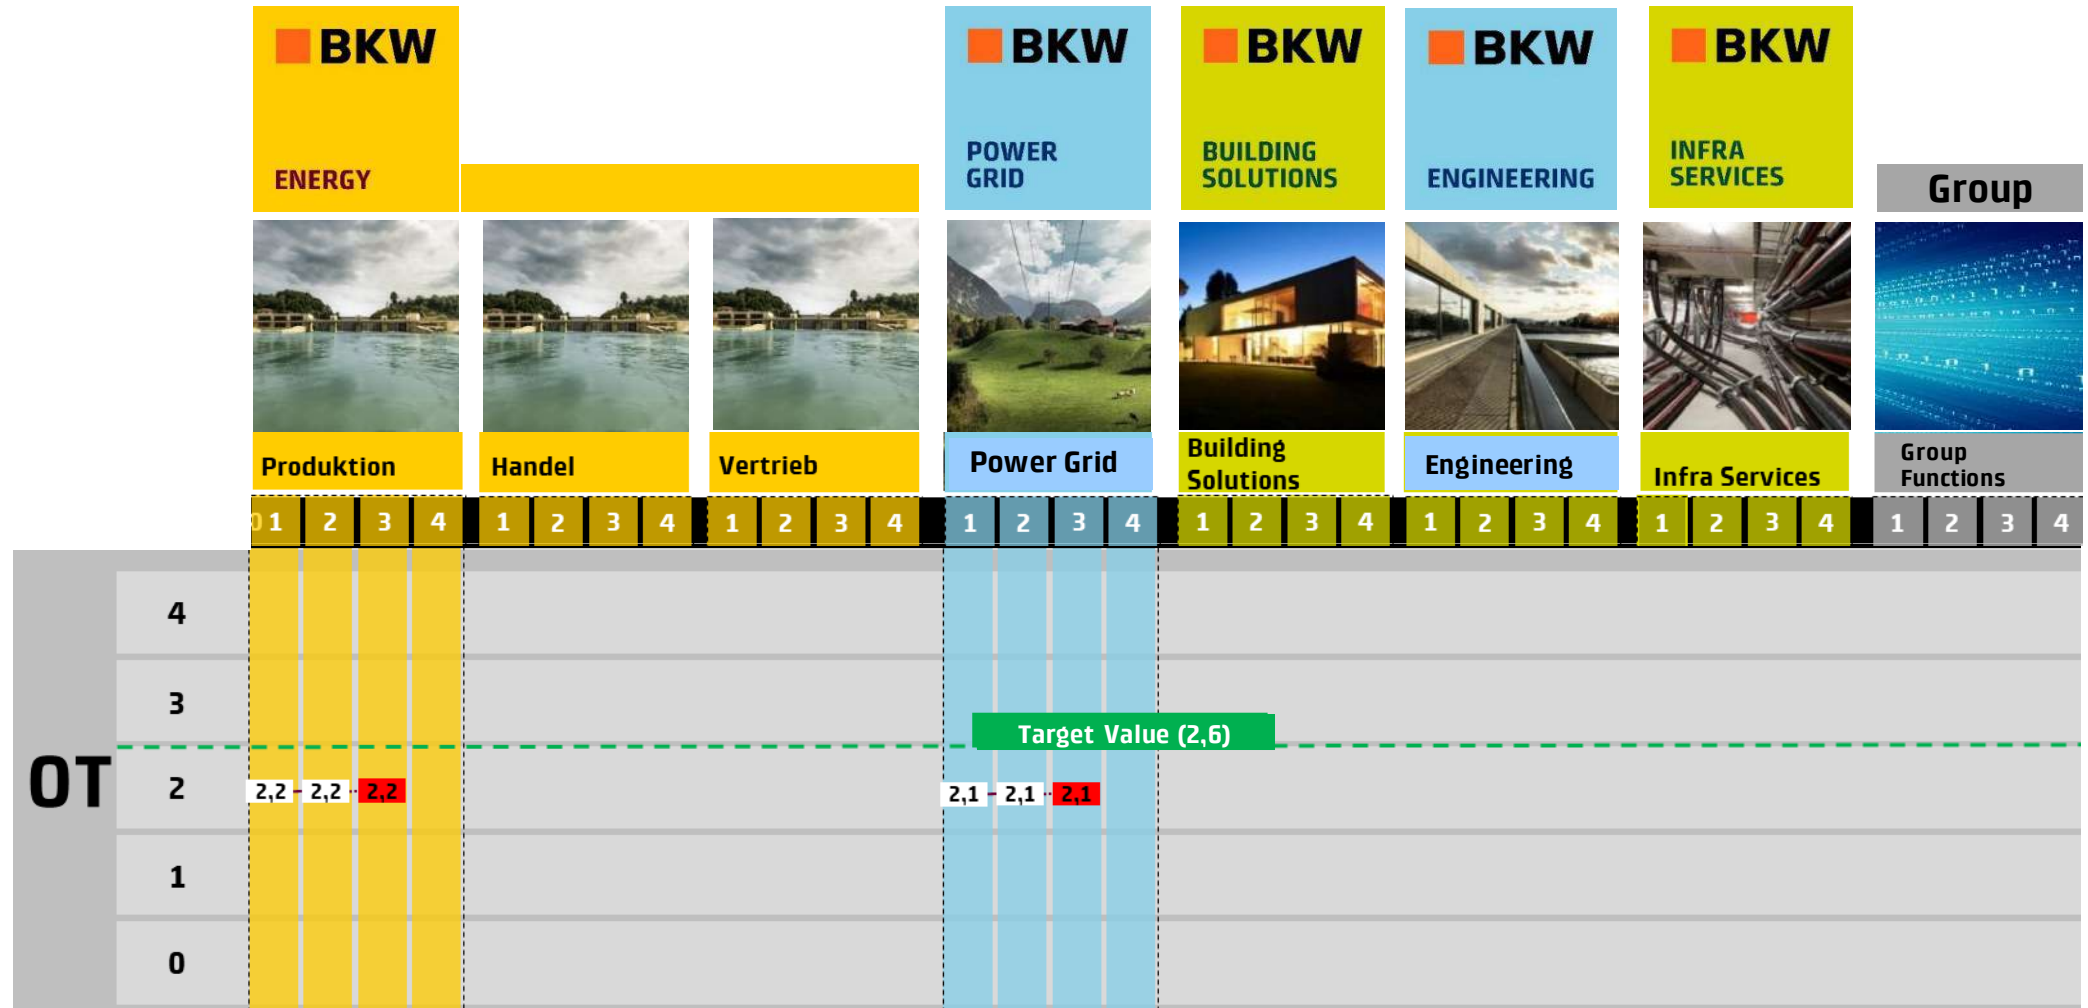 BKW
ENERGY
BKW
POWER
GRID
BKW
BUILDING
SOLUTIONS
BKW
ENGINEERING
BKW
INFRA
SERVICES
Group
Produktion
Handel
Vertrieb
Power Grid
Building
Solutions
Engineering
Infra Services
Group
Functions
01 2 3 4 1 2 3 4 1 2 3 4 1 2 3 4 1 2 3 4 1 2 3 4 1 2 3 4 1 2 3 4
OT
4
3
Target Value (2,6)
2
2,2 2,2 2,2 2,1 2,1 2,1
1
0